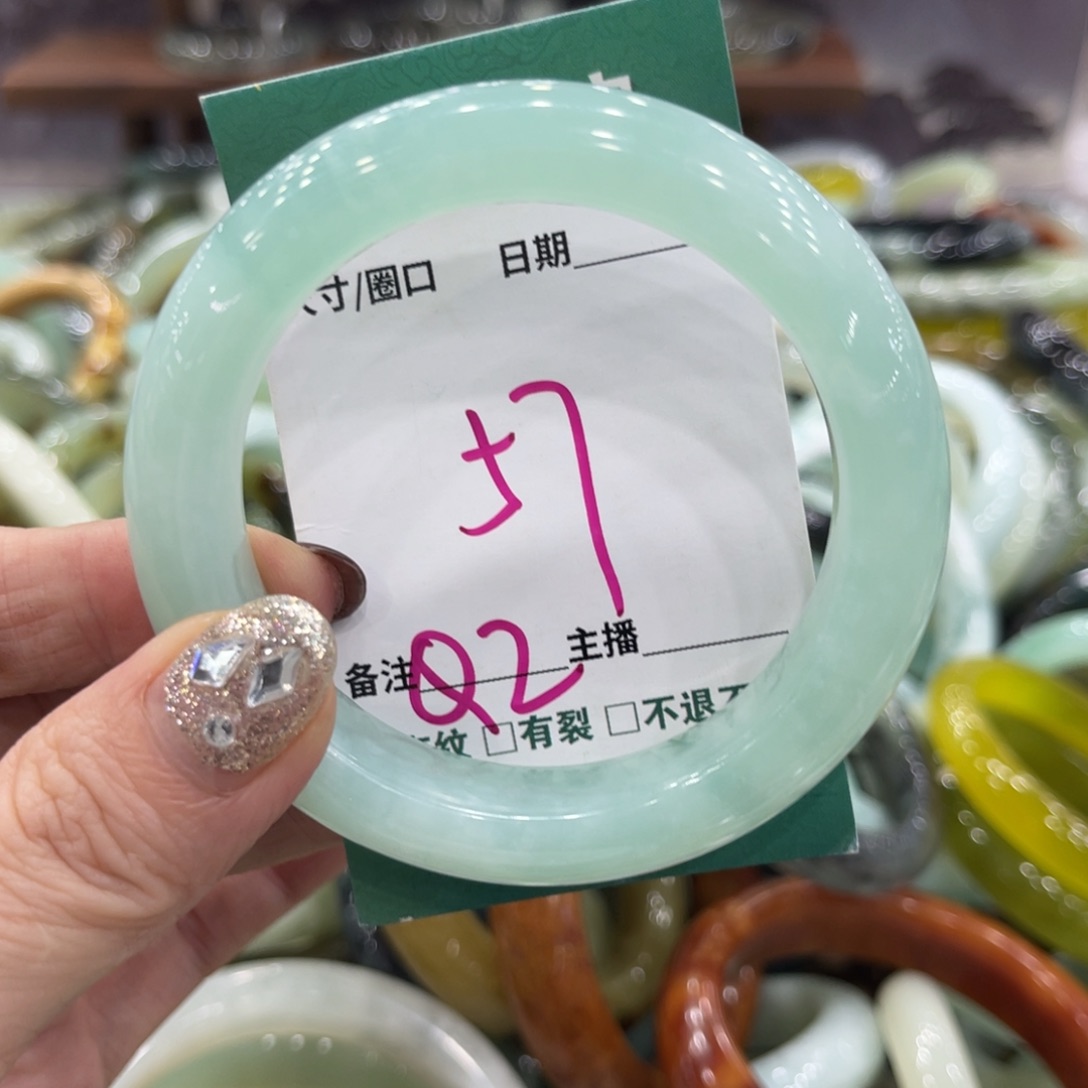 寸/圈口 日期
57
备注 Q2 主播
纹 □有裂 □不退